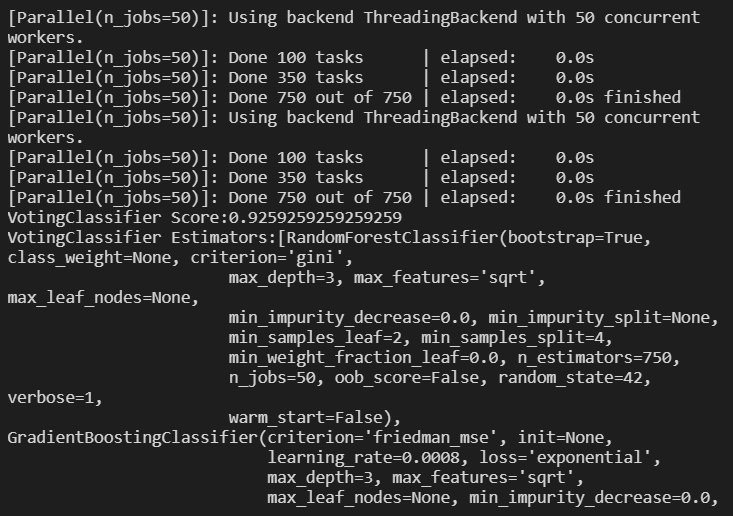 [Parallel(n_jobs=50)]: Using backend ThreadingBackend with 50 concurrent
workers.
[Parallel(n_jobs=50)]: Done 100 tasks      | elapsed:    0.0s
[Parallel(n_jobs=50)]: Done 350 tasks      | elapsed:    0.0s
[Parallel(n_jobs=50)]: Done 750 out of 750 | elapsed:    0.0s finished
[Parallel(n_jobs=50)]: Using backend ThreadingBackend with 50 concurrent
workers.
[Parallel(n_jobs=50)]: Done 100 tasks      | elapsed:    0.0s
[Parallel(n_jobs=50)]: Done 350 tasks      | elapsed:    0.0s
[Parallel(n_jobs=50)]: Done 750 out of 750 | elapsed:    0.0s finished
VotingClassifier Score:0.9259259259259259
VotingClassifier Estimators:[RandomForestClassifier(bootstrap=True,
class_weight=None, criterion='gini',
                       max_depth=3, max_features='sqrt',
max_leaf_nodes=None,
                       min_impurity_decrease=0.0, min_impurity_split=None,
                       min_samples_leaf=2, min_samples_split=4,
                       min_weight_fraction_leaf=0.0, n_estimators=750,
                       n_jobs=50, oob_score=False, random_state=42,
verbose=1,
                       warm_start=False),
GradientBoostingClassifier(criterion='friedman_mse', init=None,
                           learning_rate=0.0008, loss='exponential',
                           max_depth=3, max_features='sqrt',
                           max_leaf_nodes=None, min_impurity_decrease=0.0,